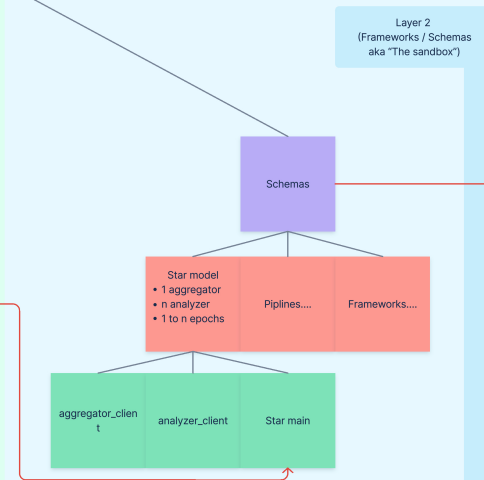 Layer 2
(Frameworks / Schemas
aka "The sandbox")
Schemas
Star model
• 1 aggregator
• n analyzer
• 1 to n epochs
Piplines....
Frameworks....
aggregator_clien
t
analyzer_client
Star main